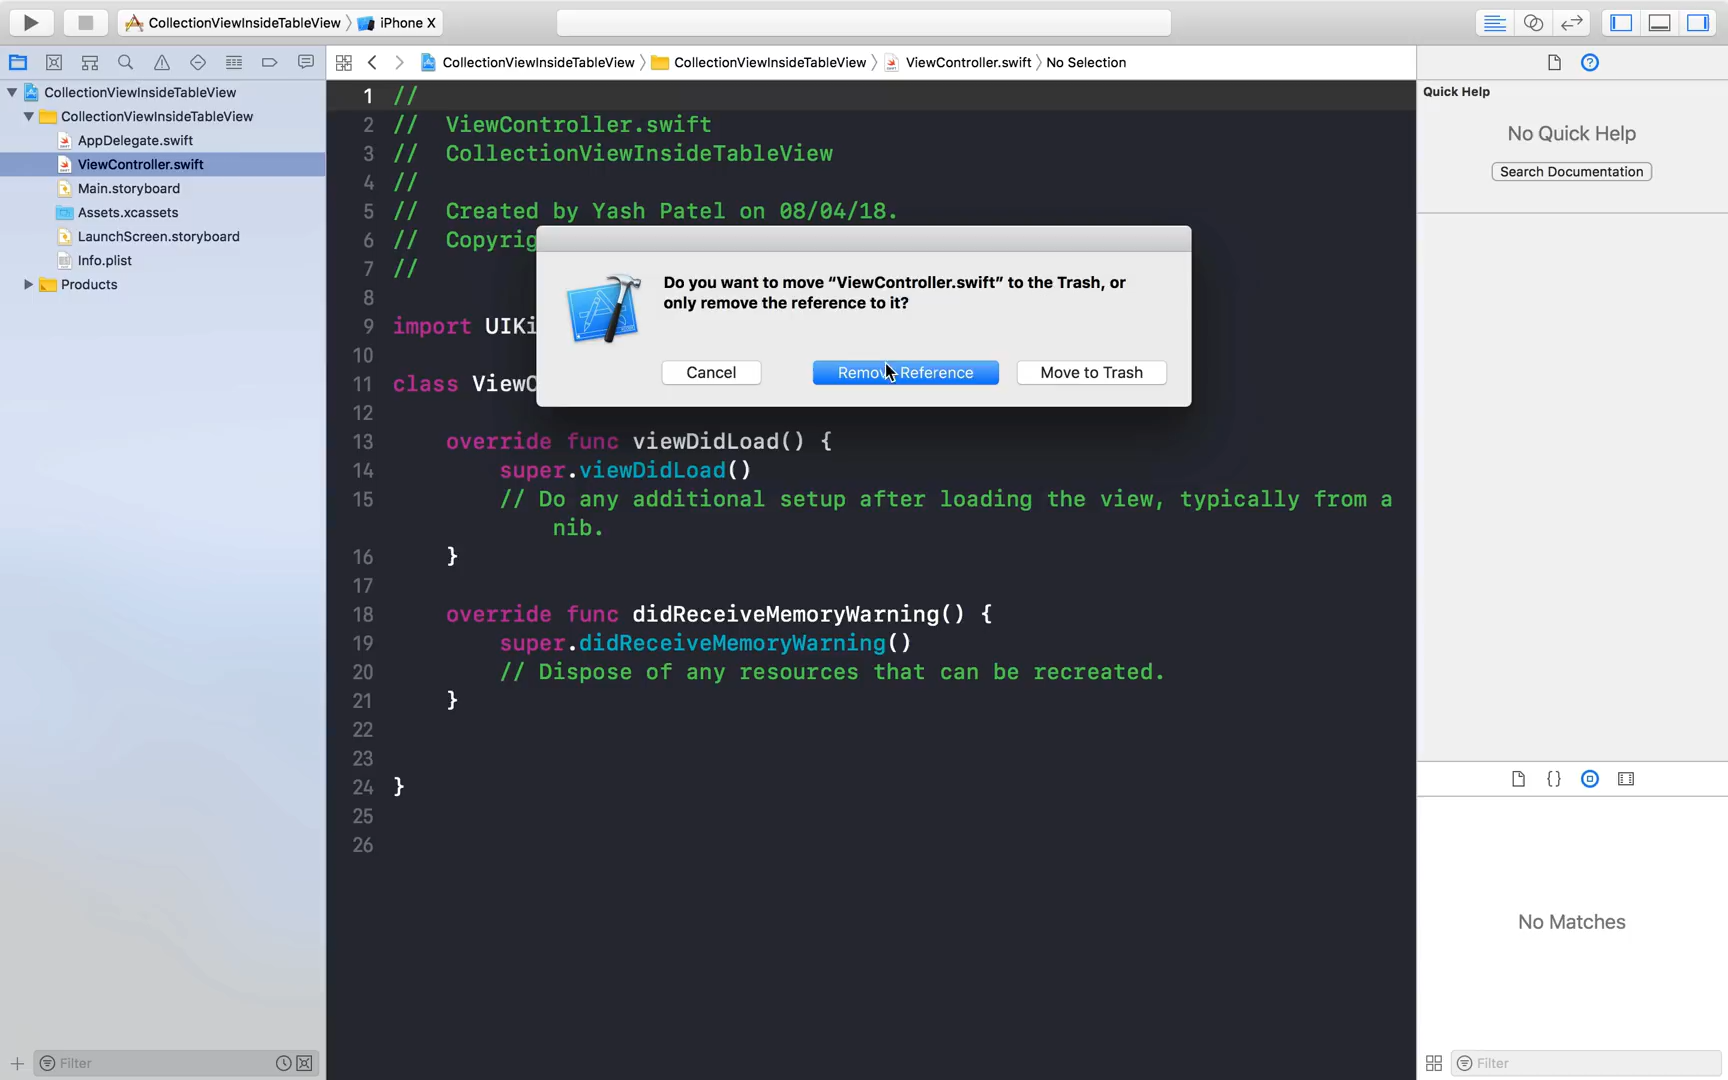 CollectionViewInsideTableView
iPhone X
CollectionViewInsideTableView
CollectionViewInsideTableView
AppDelegate.swift
ViewController.swift
Main.storyboard
Assets.xcassets
LaunchScreen.storyboard
Info.plist
Products
Filter
CollectionViewInsideTableView
CollectionViewInsideTableView
ViewController.swift
No Selection
1 //
2 // ViewController.swift
3 // CollectionViewInsideTableView
4 //
5 // Created by Yash Patel on 08/04/18.
6 // Copyrig
7 //
8
9 import UIKi
10
11 class ViewC
12
13 override func viewDidLoad() {
14 super.viewDidLoad()
15 // Do any additional setup after loading the view, typically from a
nib.
16 }
17
18 override func didReceiveMemoryWarning() {
19 super.didReceiveMemoryWarning()
20 // Dispose of any resources that can be recreated.
21 }
22
23
24 }
25
26
Do you want to move “ViewController.swift” to the Trash, or
only remove the reference to it?
Cancel
Remove Reference
Move to Trash
Quick Help
No Quick Help
Search Documentation
{}
No Matches
Filter